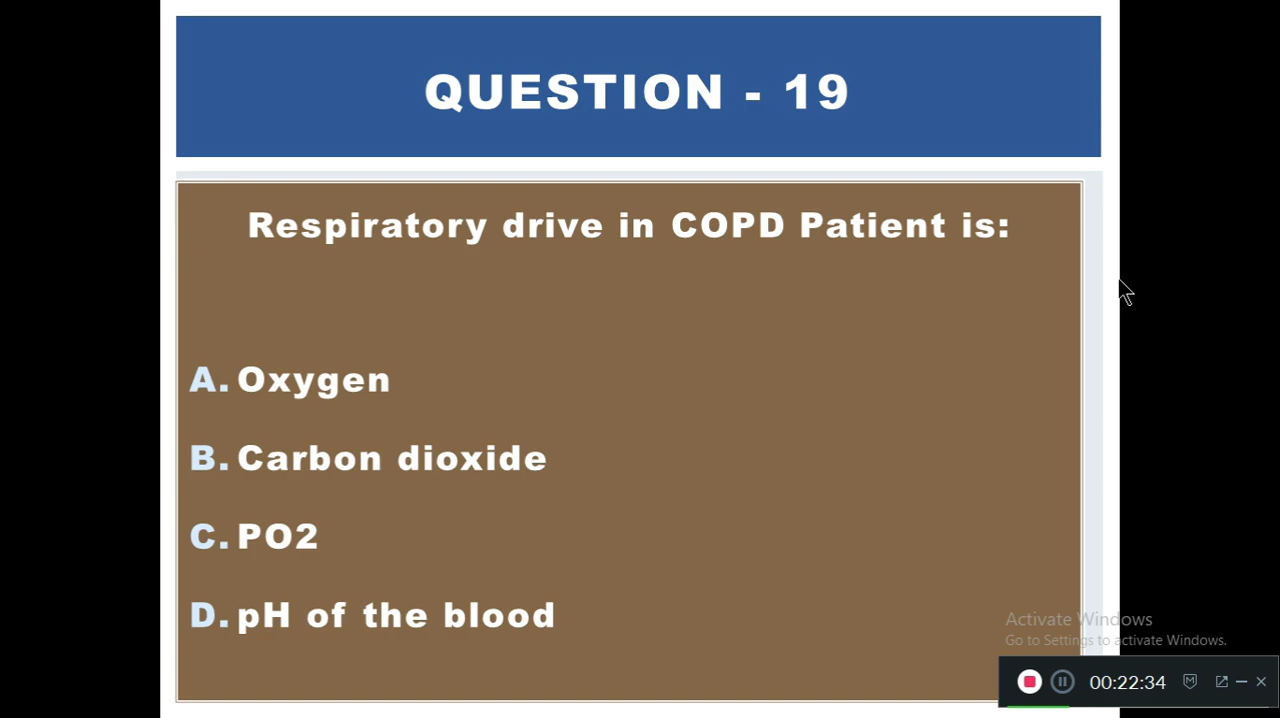 QUESTION - 19
Respiratory drive in COPD Patient is:
A. Oxygen
B. Carbon dioxide
C. PO2
D. pH of the blood
Activate Windows
Go to Settings to activate Windows.
00:22:34